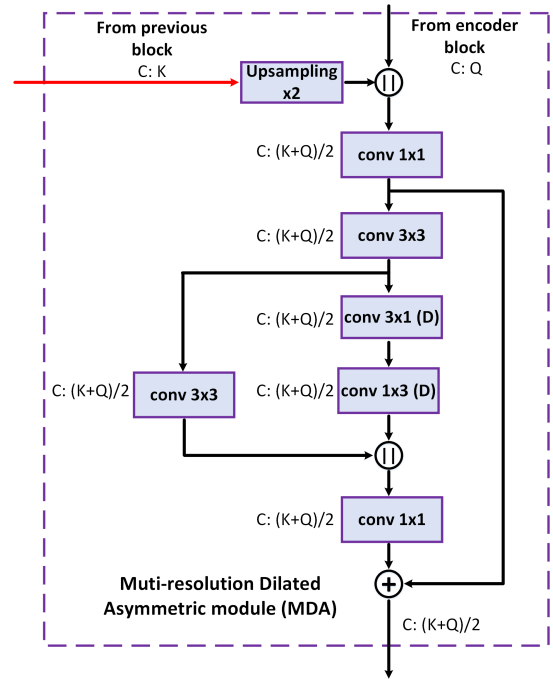 From previous
block
C: K
From encoder
block
C: Q
Upsampling
x2
||
C: (K+Q)/2
conv 1x1
C: (K+Q)/2
conv 3x3
C: (K+Q)/2
conv 3x1 (D)
C: (K+Q)/2
conv 3x3
C: (K+Q)/2
conv 1x3 (D)
||
C: (K+Q)/2
conv 1x1
+
Muti-resolution Dilated
Asymmetric module (MDA)
C: (K+Q)/2